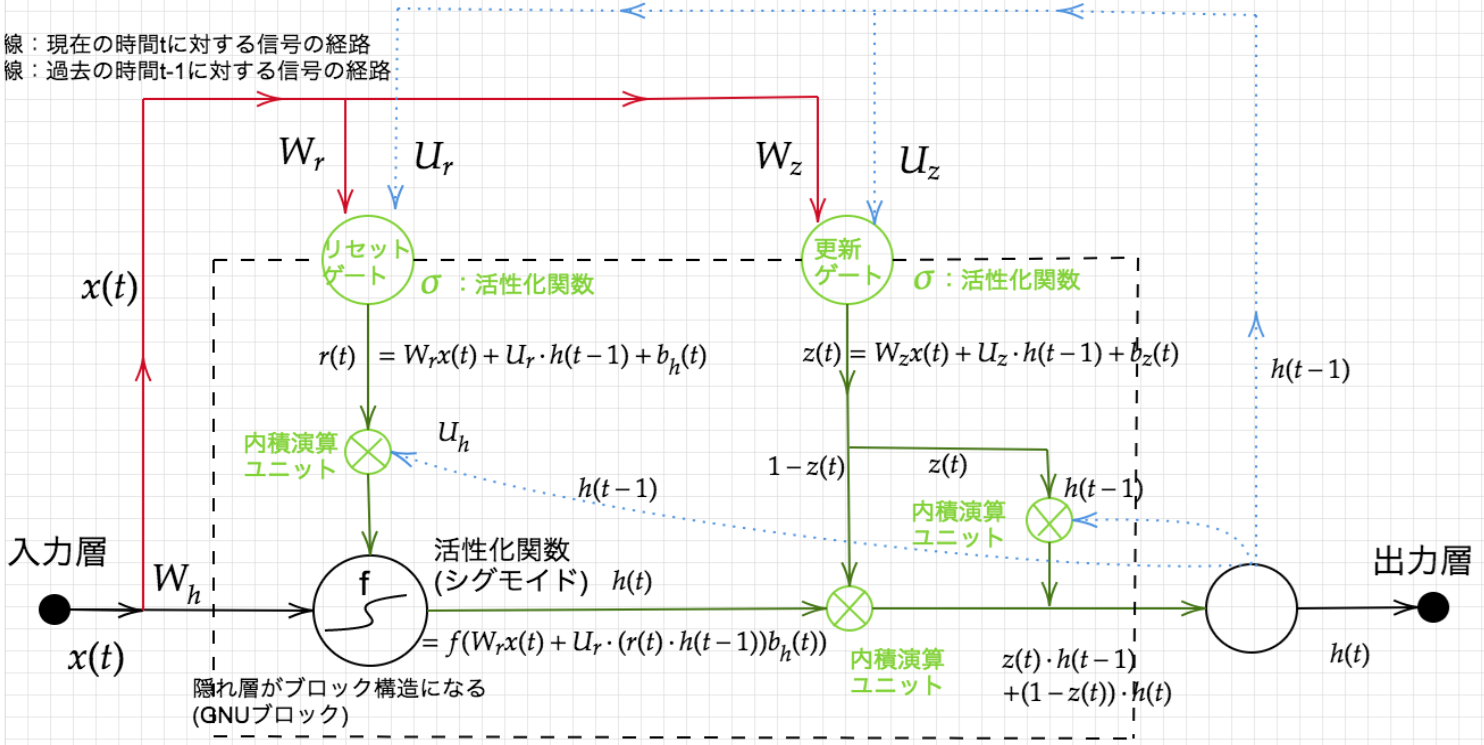 線：現在の時間tに対する信号の経路
線：過去の時間t-1に対する信号の経路
W_r
U_r
W_z
U_z
リセット
ゲート
σ ：活性化関数
更新
ゲート
σ：活性化関数
x(t)
r(t) = W_r x(t) + U_r · h(t − 1) + b_h(t)
z(t) = W_z x(t) + U_z · h(t − 1) + b_z(t)
h(t − 1)
内積演算
ユニット
U_h
h(t − 1)
1 − z(t)
z(t)
h(t − 1)
内積演算
ユニット
入力層
W_h
x(t)
f
活性化関数
(シグモイド) h(t)
= f(W_r x(t) + U_r · (r(t) · h(t − 1))b_h(t))
内積演算
ユニット
z(t) · h(t − 1)
+(1 − z(t)) · h(t)
出力層
h(t)
隠れ層がブロック構造になる
(GNUブロック)